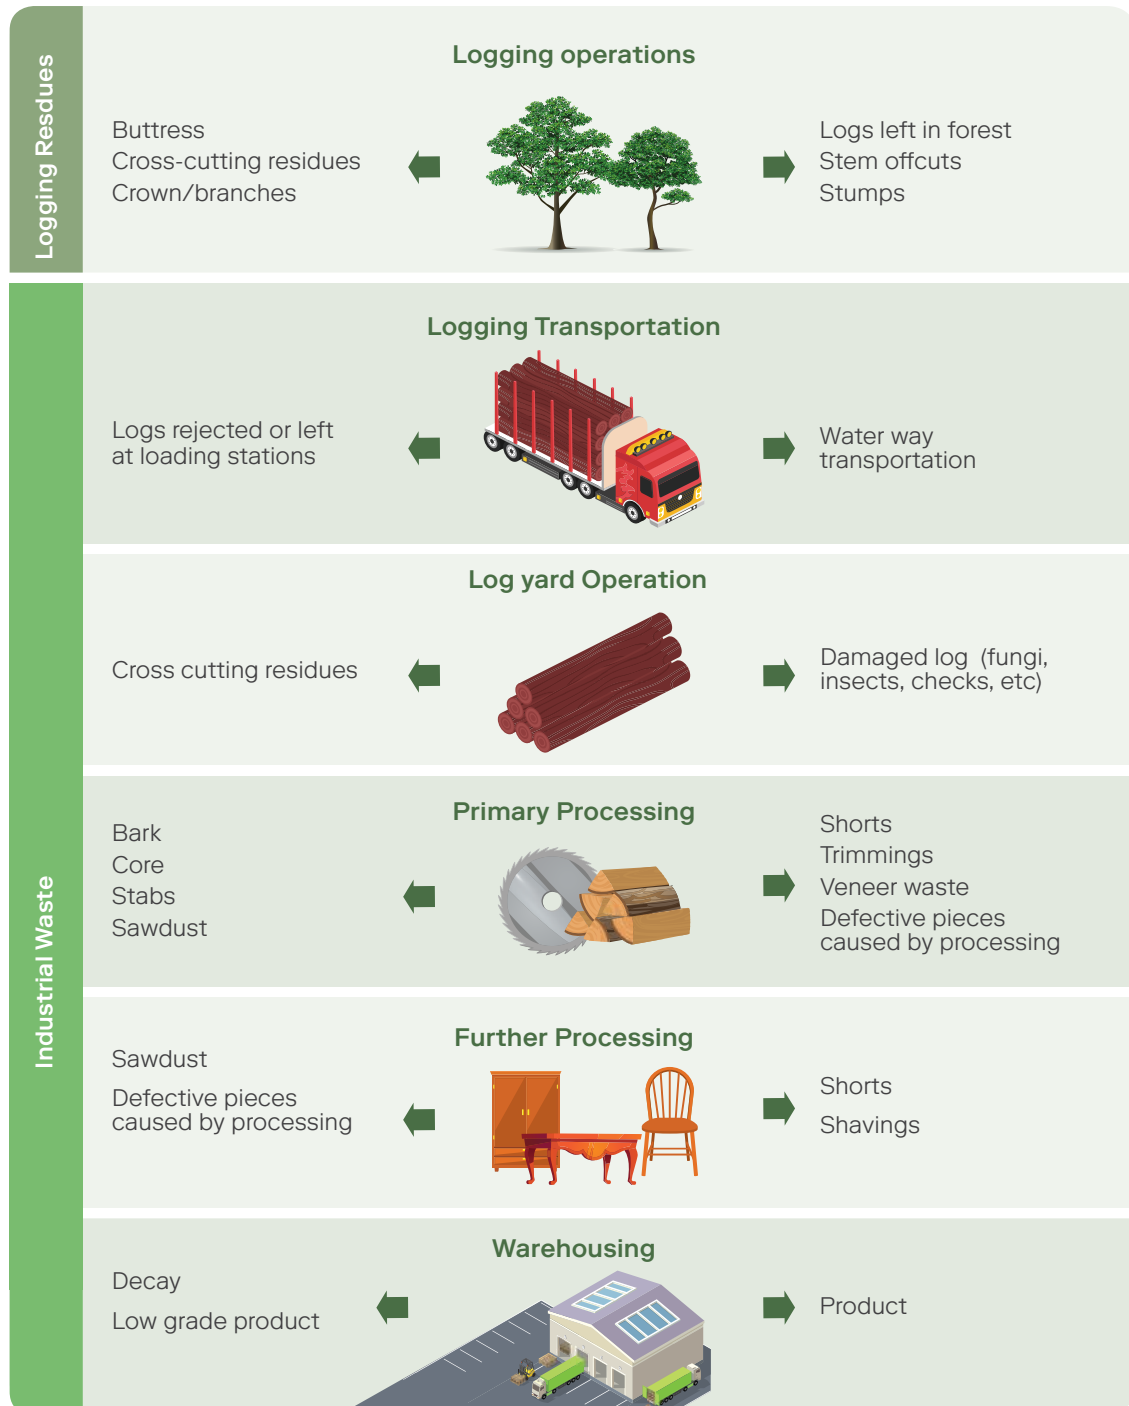 Logging Resdues
Logging operations
Buttress
Cross-cutting residues
Crown/branches
Logs left in forest
Stem offcuts
Stumps
Industrial Waste
Logging Transportation
Logs rejected or left
at loading stations
Water way
transportation
Log yard Operation
Cross cutting residues
Damaged log (fungi,
insects, checks, etc)
Primary Processing
Bark
Core
Stabs
Sawdust
Shorts
Trimmings
Veneer waste
Defective pieces
caused by processing
Further Processing
Sawdust
Defective pieces
caused by processing
Shorts
Shavings
Warehousing
Decay
Low grade product
Product